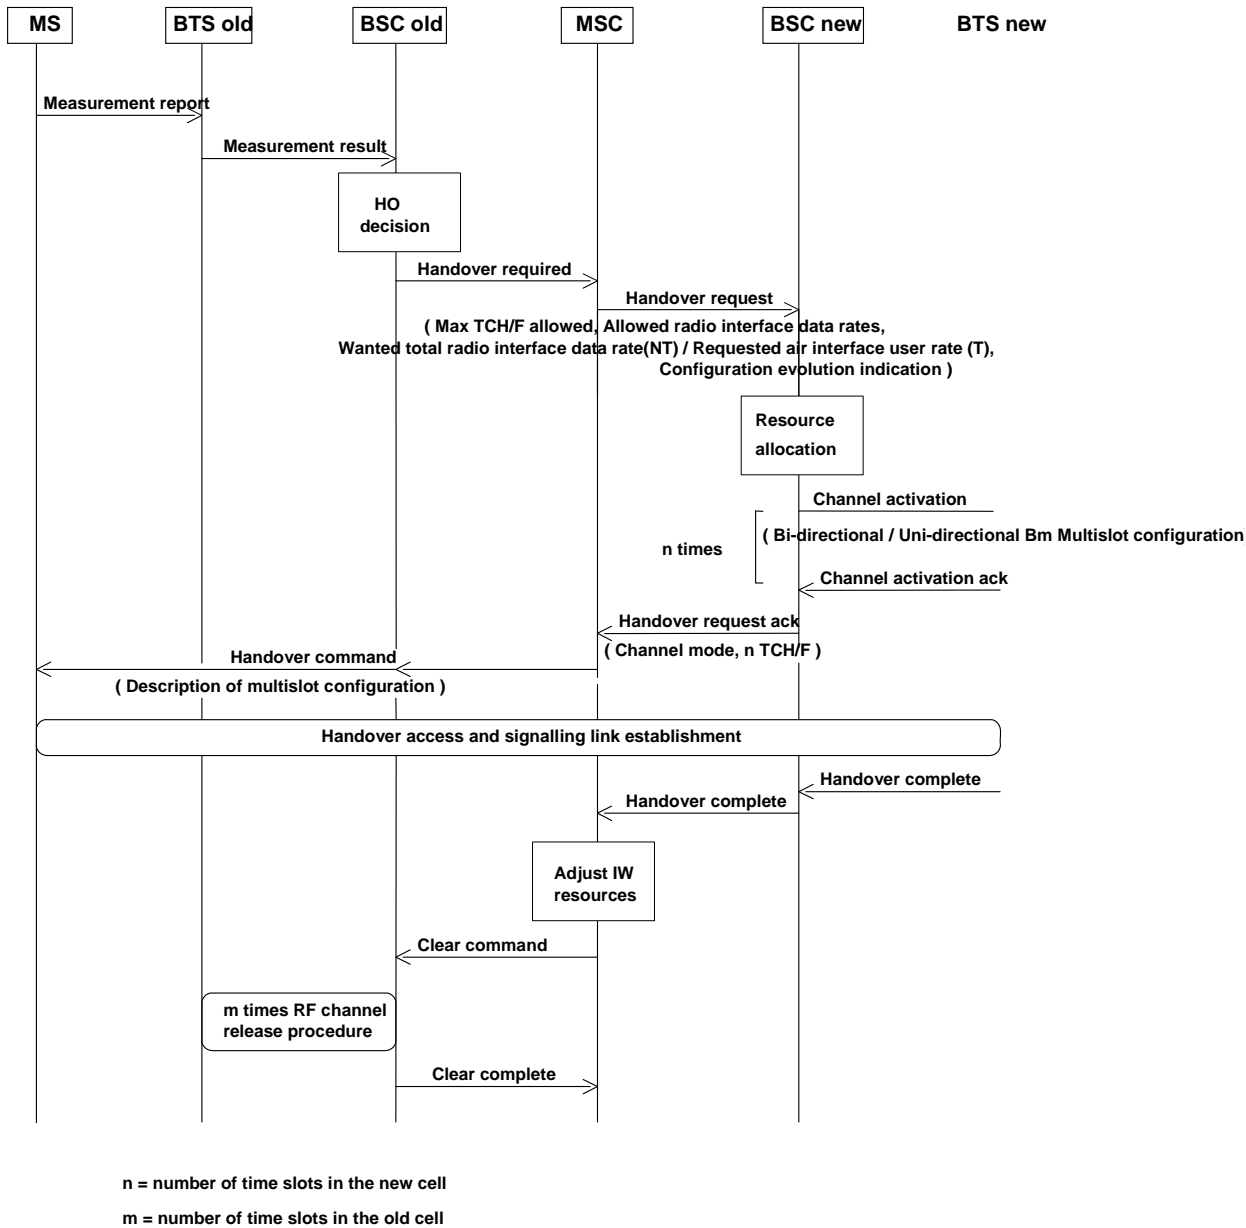 MS
BTS old
BSC old
MSC
BSC new
BTS new
Measurement report
Measurement result
HO
decision
Handover required
Handover request
( Max TCH/F allowed, Allowed radio interface data rates,
Wanted total radio interface data rate(NT) / Requested air interface user rate (T),
Configuration evolution indication )
Resource
allocation
Channel activation
( Bi-directional / Uni-directional Bm Multislot configuration
n times
Channel activation ack
Handover request ack
( Channel mode, n TCH/F )
Handover command
( Description of multislot configuration )
Handover access and signalling link establishment
Handover complete
Handover complete
Adjust IW
resources
Clear command
m times RF channel
release procedure
Clear complete
n = number of time slots in the new cell
m = number of time slots in the old cell